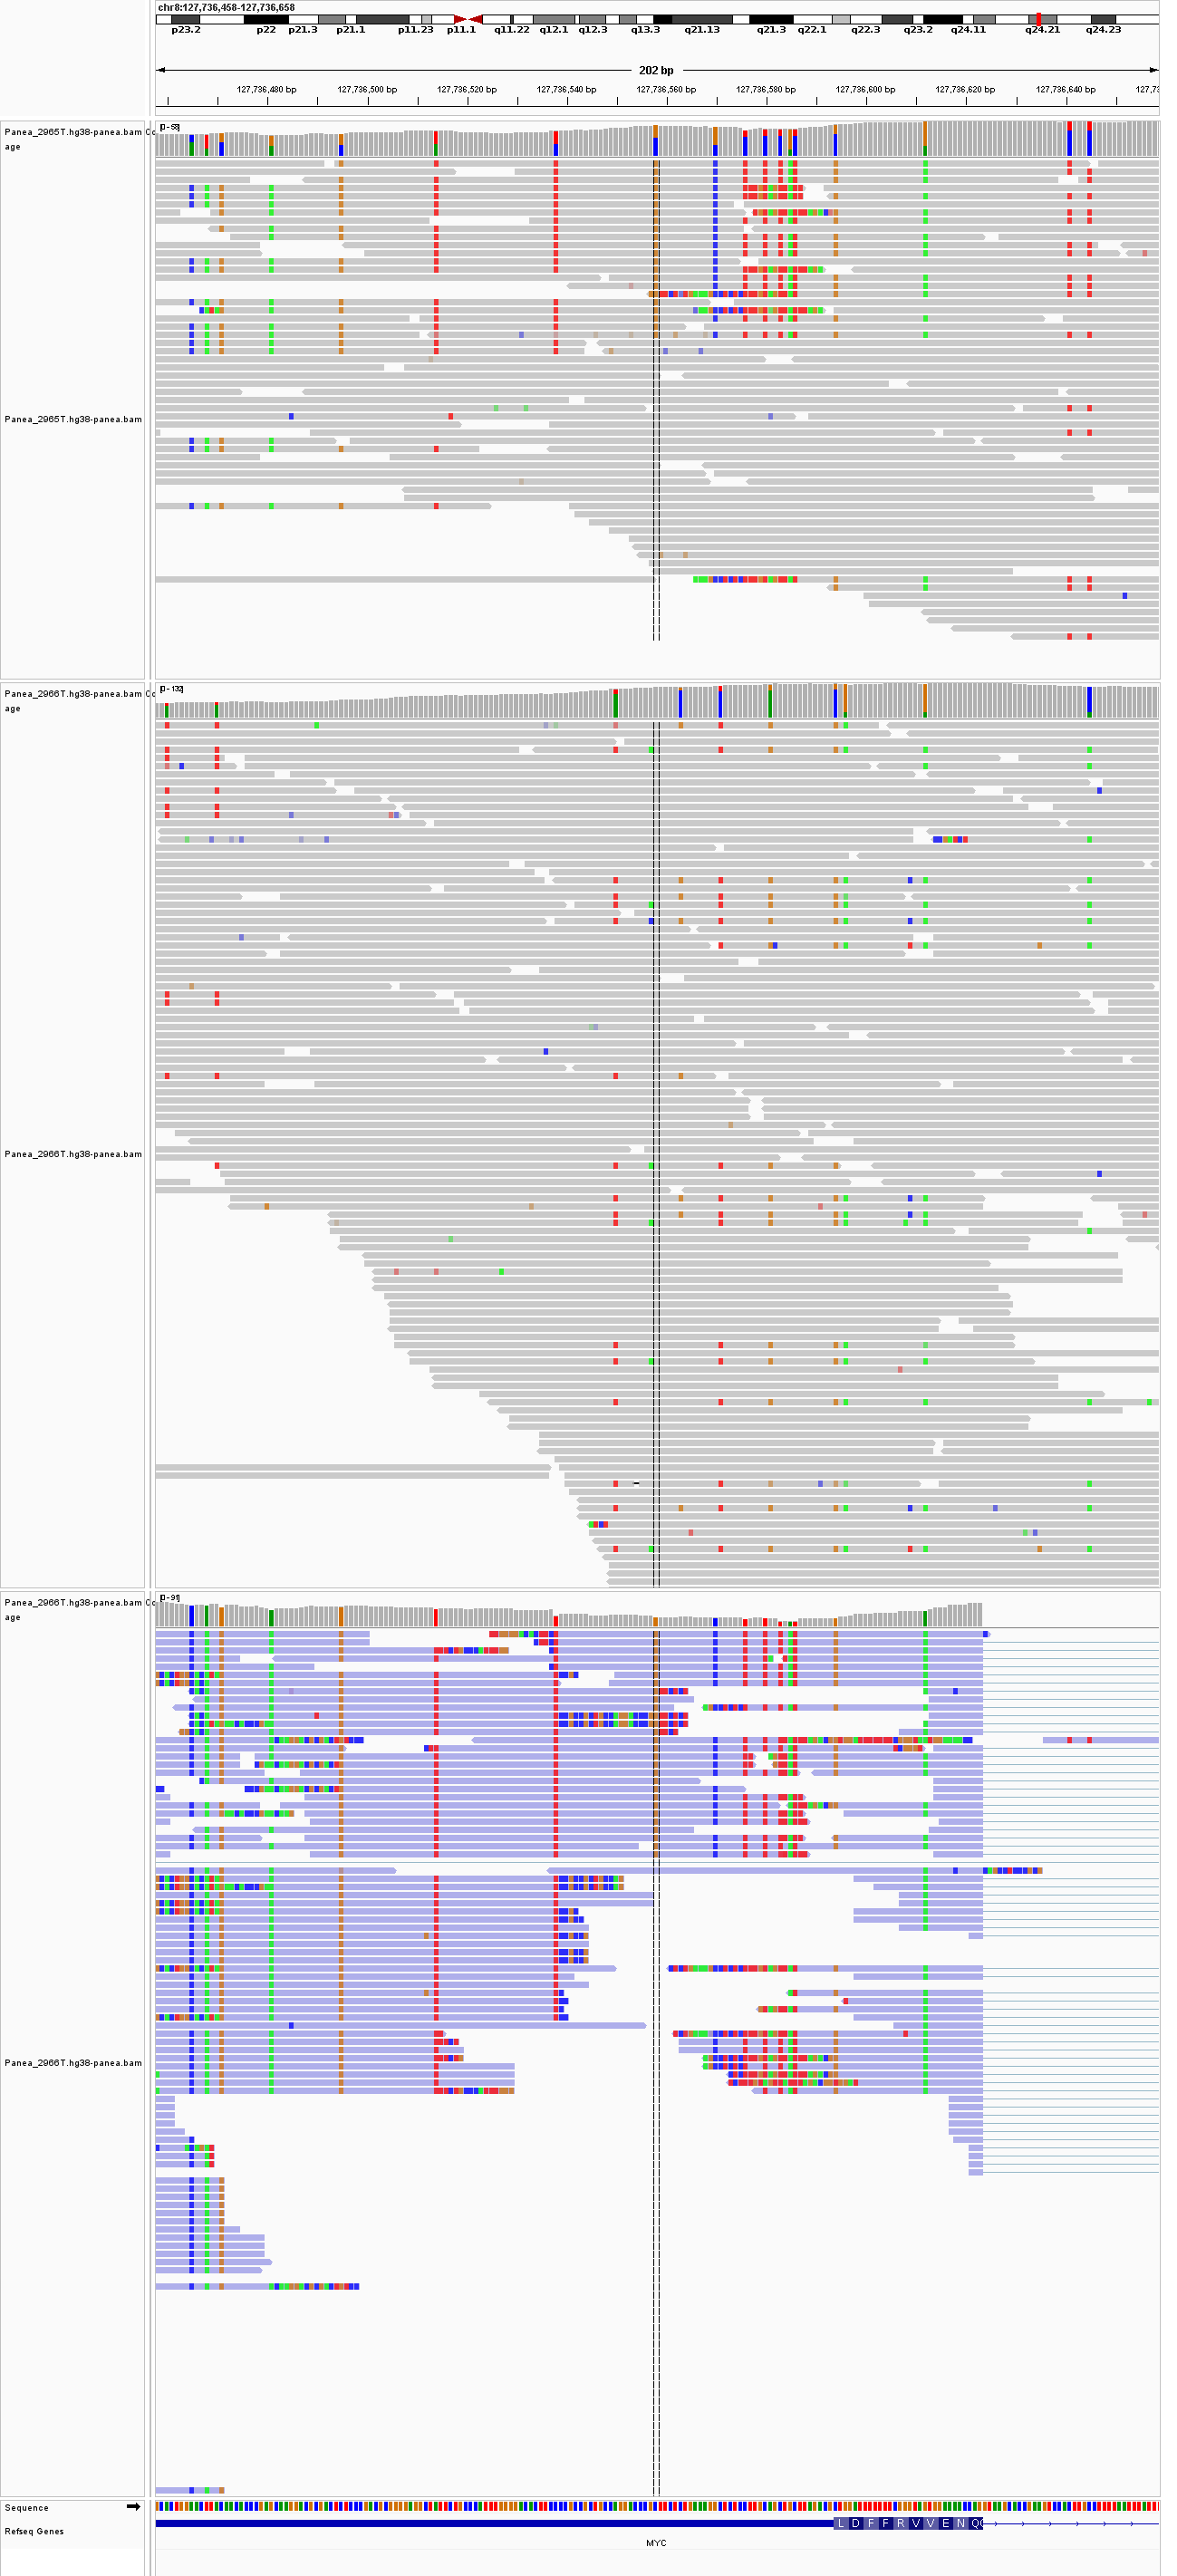 chr8:127,736,458-127,736,658
p23.2 p22 p21.3 p21.1 p11.23 p11.1 q11.22 q12.1 q12.3 q13.3 q21.13 q21.3 q22.1 q22.3 q23.2 q24.11 q24.21 q24.23
202 bp
127,736,480 bp 127,736,500 bp 127,736,520 bp 127,736,540 bp 127,736,560 bp 127,736,580 bp 127,736,600 bp 127,736,620 bp 127,736,640 bp 127,73
Panea_2965T.hg38-panea.bam Co
age
Panea_2965T.hg38-panea.bam
Panea_2966T.hg38-panea.bam Co
age
[0 - 132]
Panea_2966T.hg38-panea.bam
Panea_2966T.hg38-panea.bam Co
age
[0 - 91]
Panea_2966T.hg38-panea.bam
Sequence
Refseq Genes
L D F F R V V E N Q
MYC